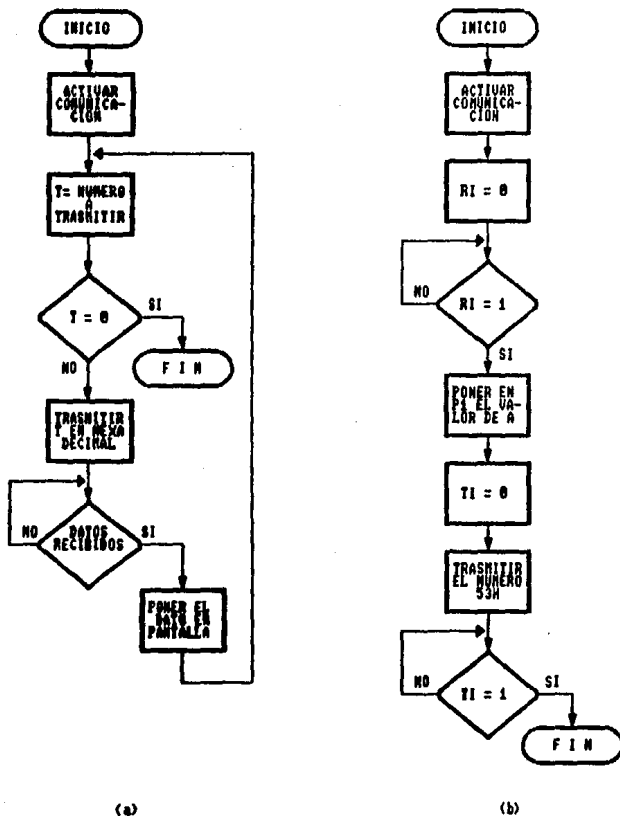 INICIO
ACTIVAR
COMUNICA-
CION
T= NUMERO
A
TRASMITIR
T = 0
SI
NO
F I N
TRASMITIR
T EN HEXA
DECIMAL
DATOS
RECIBIDOS
NO
SI
PONER EL
DATO EN
PANTALLA
(a)
INICIO
ACTIVAR
COMUNICA-
CION
RI = 0
RI = 1
NO
SI
PONER EN
P1 EL VA-
LOR DE A
TI = 0
TRASMITIR
EL NUMERO
53H
TI = 1
NO
SI
F I N
(b)